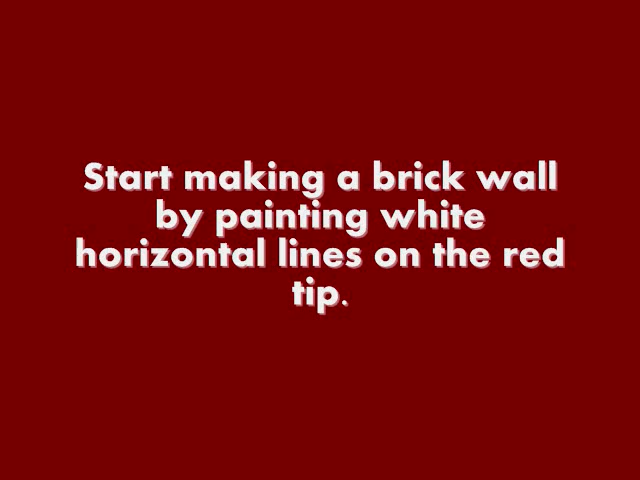 Start making a brick wall
by painting white
horizontal lines on the red
tip.